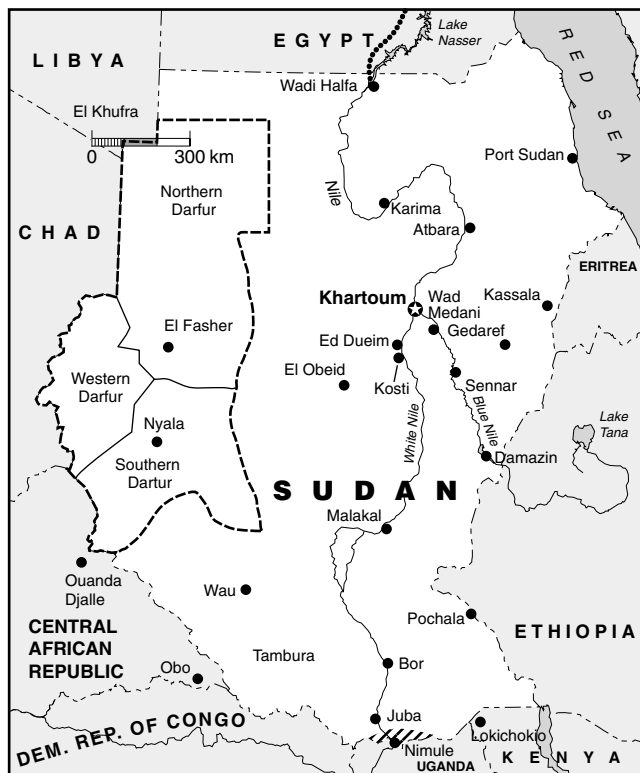 EGYPT
Lake
Nasser
LIBYA
RED SEA
Wadi Halfa
El Khufra
0 300 km
Port Sudan
Northern
Darfur
Nile
Karima
CHAD
Atbara
ERITREA
Khartoum
Wad
Medani
Kassala
El Fasher
Ed Dueim
Gedaref
El Obeid
Western
Darfur
Kosti
Sennar
Nyala
White Nile
Blue Nile
Lake
Tana
Southern
Dartur
Damazin
SUDAN
Malakal
Ouanda
Djalle
Wau
Pochala
CENTRAL
AFRICAN
REPUBLIC
ETHIOPIA
Tambura
Obo
Bor
DEM. REP. OF CONGO
Juba
Lokichokio
Nimule
UGANDA
KENYA